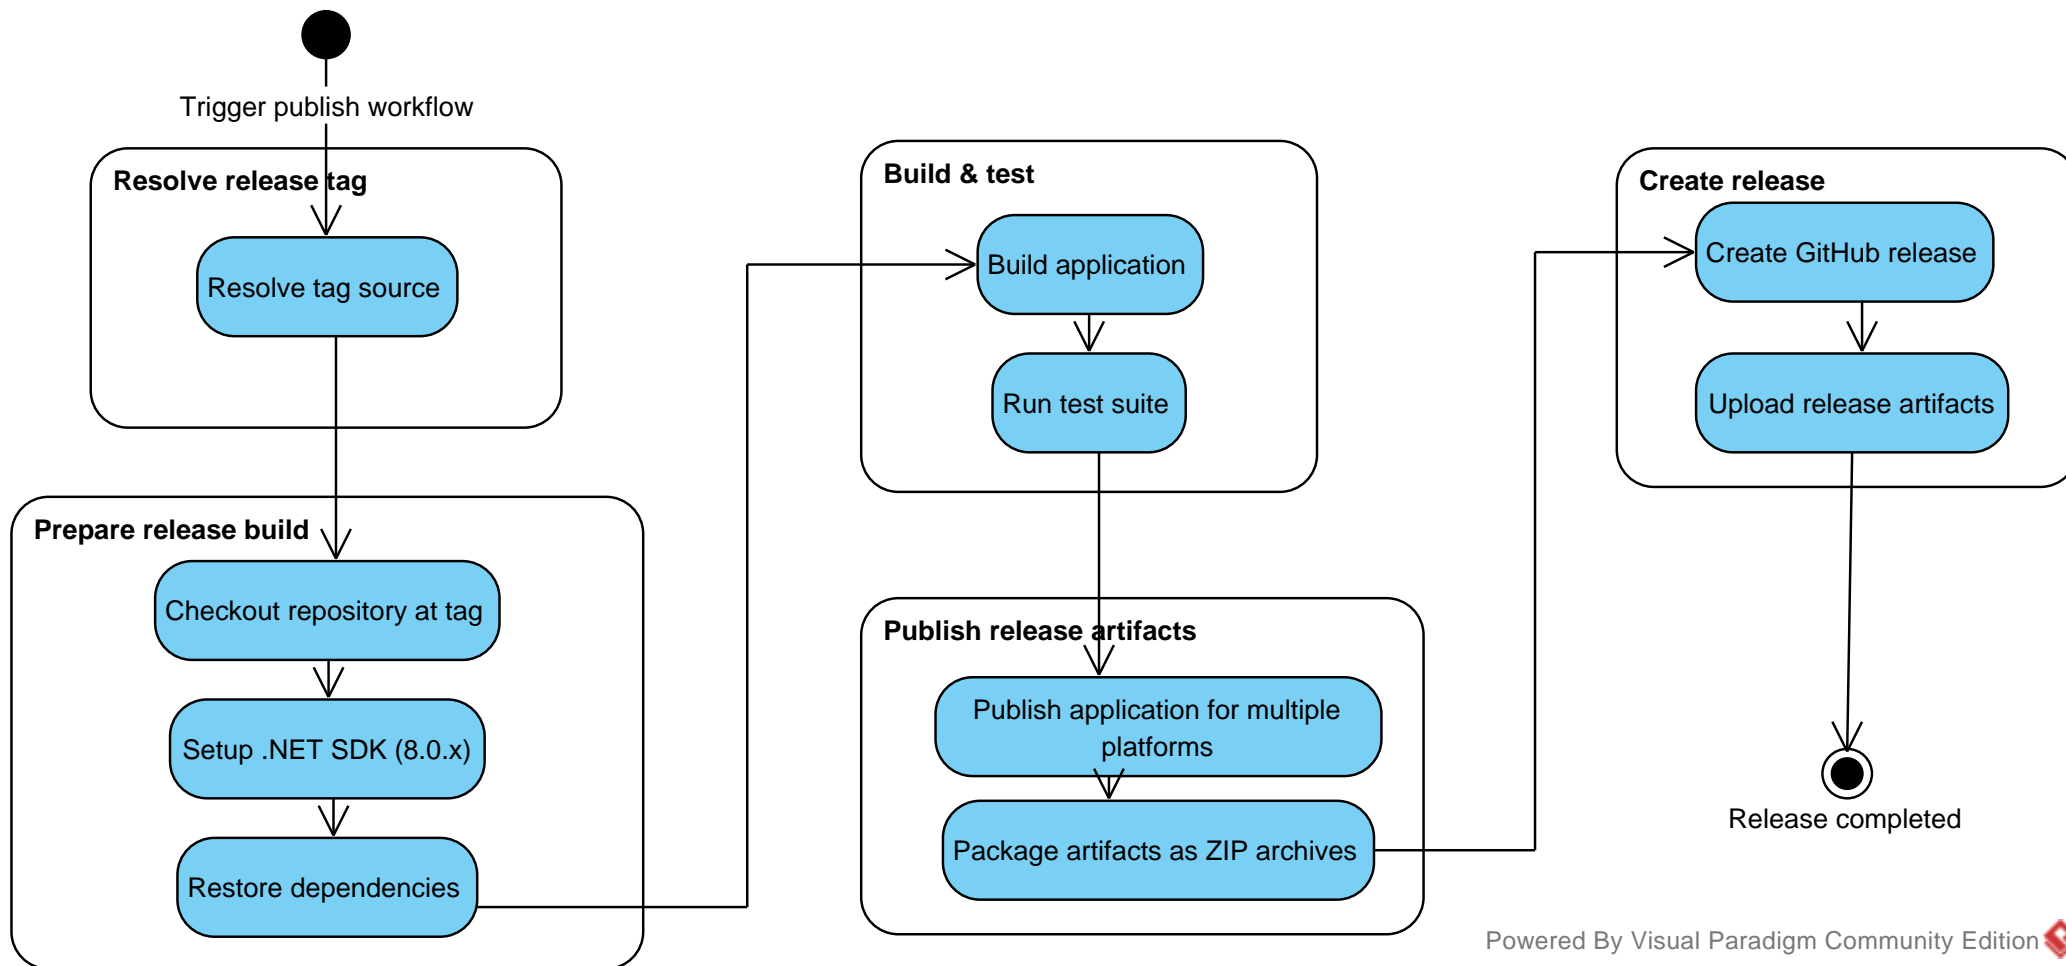 Trigger publish workflow
Resolve release tag
Resolve tag source
Prepare release build
Checkout repository at tag
Setup .NET SDK (8.0.x)
Restore dependencies
Build & test
Build application
Run test suite
Publish release artifacts
Publish application for multiple
platforms
Package artifacts as ZIP archives
Create release
Create GitHub release
Upload release artifacts
Release completed
Powered By Visual Paradigm Community Edition